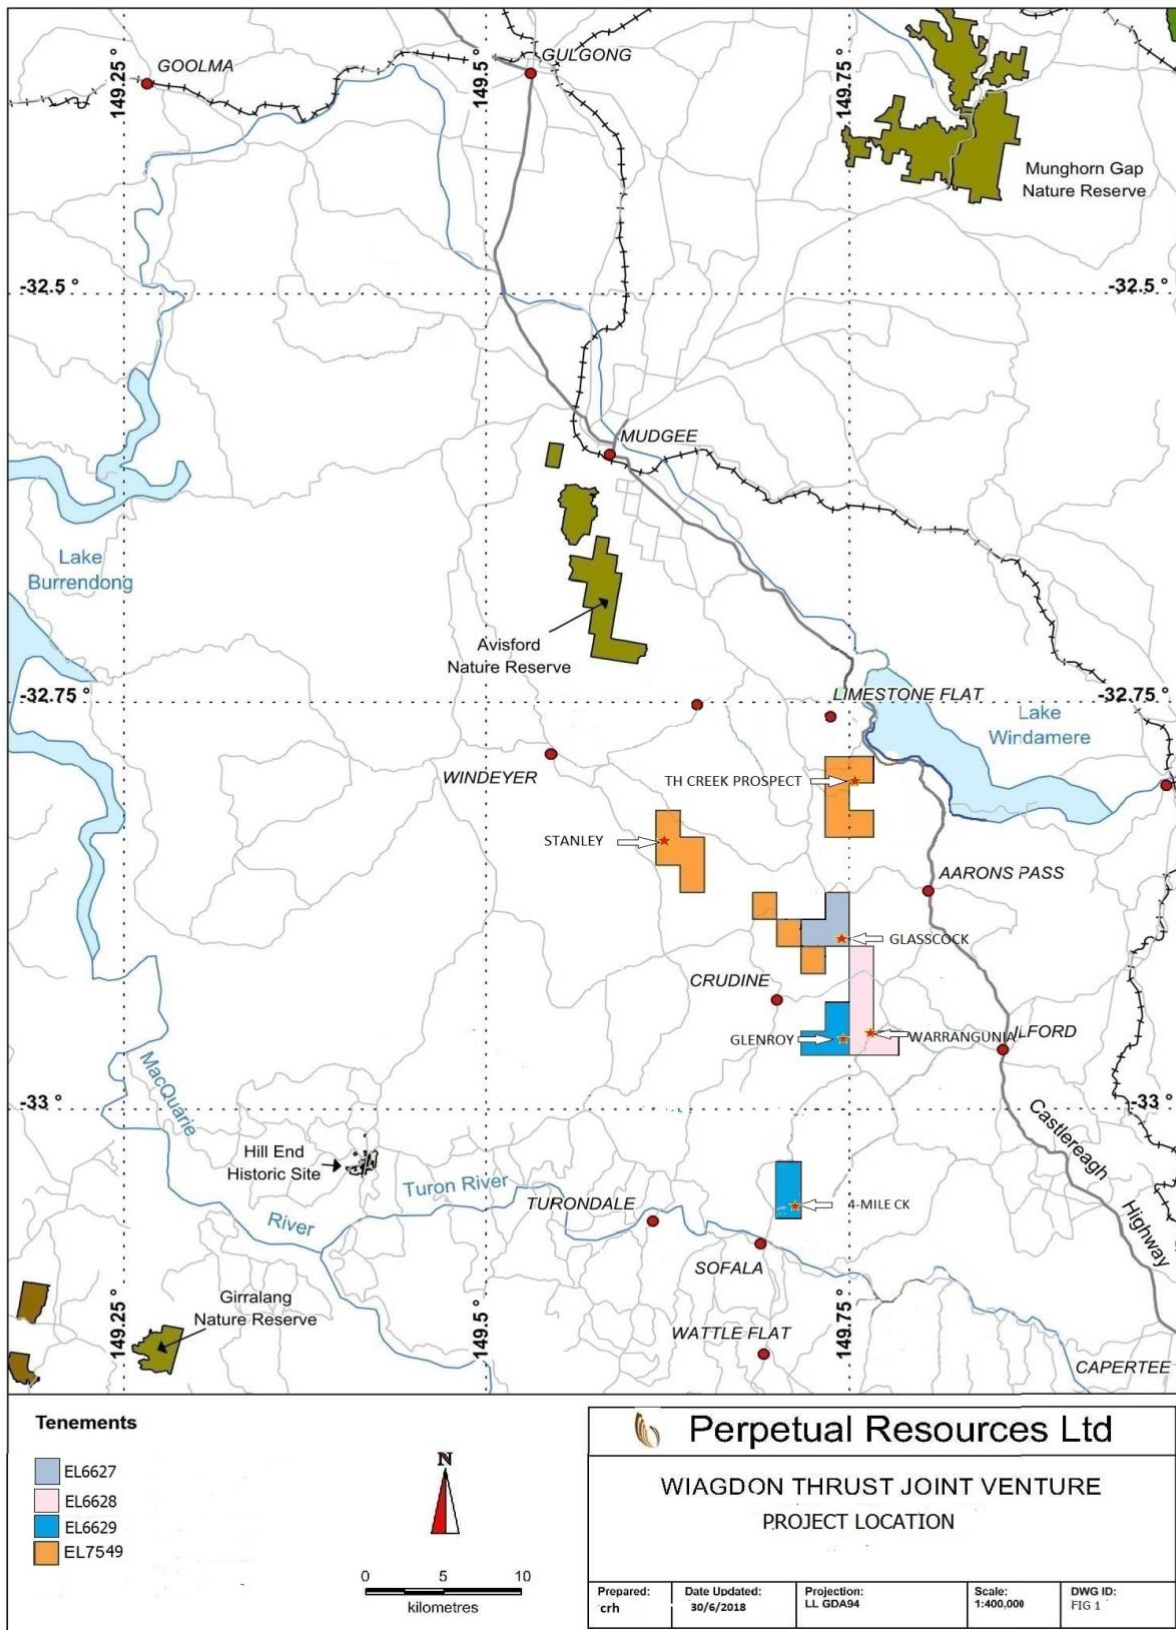 149.25°
149.5°
149.75°
GOOLMA
GULGONG
Munghorn Gap
Nature Reserve
-32.5°
-32.5°
MUDGEE
Lake
Burrendong
Avisford
Nature Reserve
-32.75°
-32.75°
LIMESTONE FLAT
Lake
Windamere
WINDEYER
TH CREEK PROSPECT
STANLEY
AARONS PASS
GLASSCOCK
CRUDINE
GLENROY
WARRANGUNIA
ILFORD
MacQuarie
River
-33°
-33°
Castlereagh
Highway
Hill End
Historic Site
Turon River
TURONDALE
4-MILE CK
SOFALA
Girralang
Nature Reserve
WATTLE FLAT
CAPERTEE
149.25°
149.5°
149.75°
Tenements
EL6627
EL6628
EL6629
EL7549
N
0 5 10
kilometres
Perpetual Resources Ltd
WIAGDON THRUST JOINT VENTURE
PROJECT LOCATION
Prepared:
crh
Date Updated:
30/6/2018
Projection:
LL GDA94
Scale:
1:400,000
DWG ID:
FIG 1